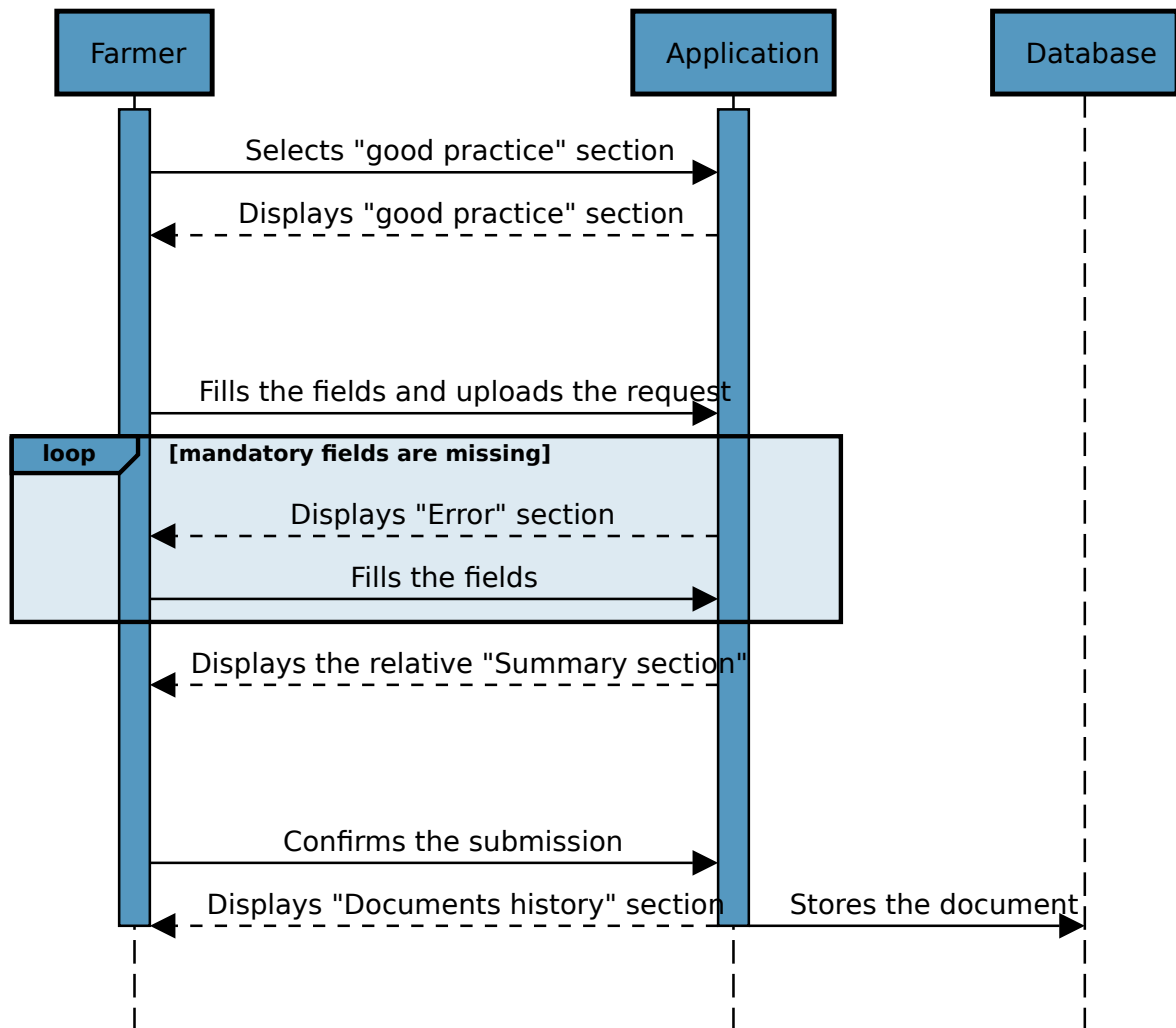 Farmer
Application
Database
Selects "good practice" section
Displays "good practice" section
Fills the fields and uploads the request
loop
[mandatory fields are missing]
Displays "Error" section
Fills the fields
Displays the relative "Summary section"
Confirms the submission
Displays "Documents history" section
Stores the document